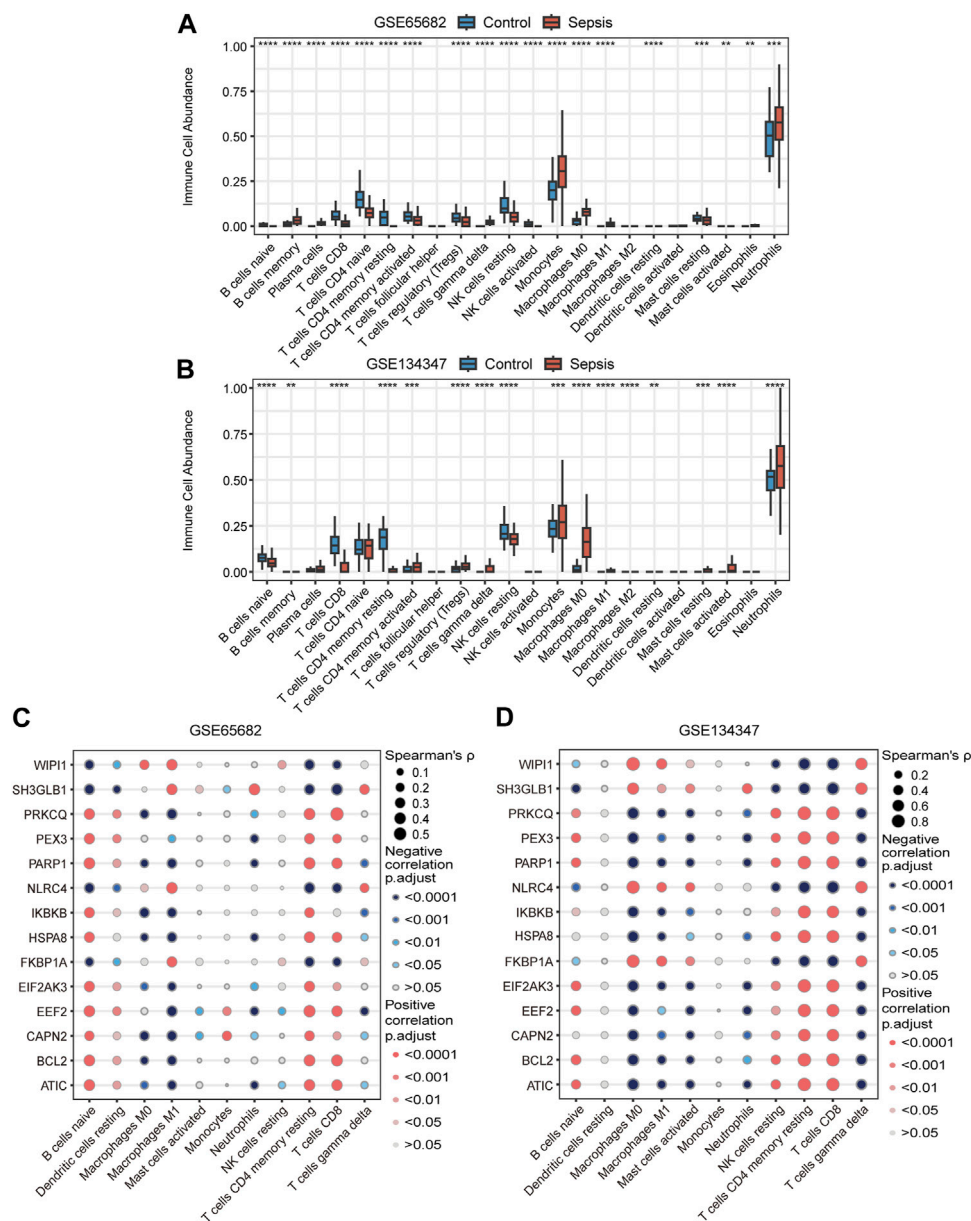 A
GSE65682 Control Sepsis
**** **** **** **** **** **** **** **** **** **** **** **** **** **** **** *** ** ** ***
1.00
0.75
0.50
0.25
0.00
Immune Cell Abundance
B cells naive
B cells memory
Plasma cells
T cells CD8
T cells CD4 naive
T cells CD4 memory resting
T cells CD4 memory activated
T cells follicular helper
T cells regulatory (Tregs)
T cells gamma delta
NK cells resting
NK cells activated
Monocytes
Macrophages M0
Macrophages M1
Macrophages M2
Dendritic cells resting
Dendritic cells activated
Mast cells resting
Mast cells activated
Eosinophils
Neutrophils
B
GSE134347 Control Sepsis
**** ** **** **** *** **** **** **** *** **** **** **** ** *** **** ****
1.00
0.75
0.50
0.25
0.00
Immune Cell Abundance
B cells naive
B cells memory
Plasma cells
T cells CD8
T cells CD4 naive
T cells CD4 memory resting
T cells CD4 memory activated
T cells follicular helper
T cells regulatory (Tregs)
T cells gamma delta
NK cells resting
NK cells activated
Monocytes
Macrophages M0
Macrophages M1
Macrophages M2
Dendritic cells resting
Dendritic cells activated
Mast cells resting
Mast cells activated
Eosinophils
Neutrophils
C
GSE65682
WIPI1
SH3GLB1
PRKCQ
PEX3
PARP1
NLRC4
IKBKB
HSPA8
FKBP1A
EIF2AK3
EEF2
CAPN2
BCL2
ATIC
B cells naive
Dendritic cells resting
Macrophages M0
Macrophages M1
Mast cells activated
Monocytes
Neutrophils
NK cells resting
T cells CD4 memory resting
T cells CD8
T cells gamma delta
Spearman's ρ
0.1
0.2
0.3
0.4
0.5
Negative
correlation
p.adjust
<0.0001
<0.001
<0.01
<0.05
>0.05
Positive
correlation
p.adjust
<0.0001
<0.001
<0.01
<0.05
>0.05
D
GSE134347
WIPI1
SH3GLB1
PRKCQ
PEX3
PARP1
NLRC4
IKBKB
HSPA8
FKBP1A
EIF2AK3
EEF2
CAPN2
BCL2
ATIC
B cells naive
Dendritic cells resting
Macrophages M0
Macrophages M1
Mast cells activated
Monocytes
Neutrophils
NK cells resting
T cells CD4 memory resting
T cells CD8
T cells gamma delta
Spearman's ρ
0.2
0.4
0.6
0.8
Negative
correlation
p.adjust
<0.0001
<0.001
<0.01
<0.05
>0.05
Positive
correlation
p.adjust
<0.0001
<0.001
<0.01
<0.05
>0.05